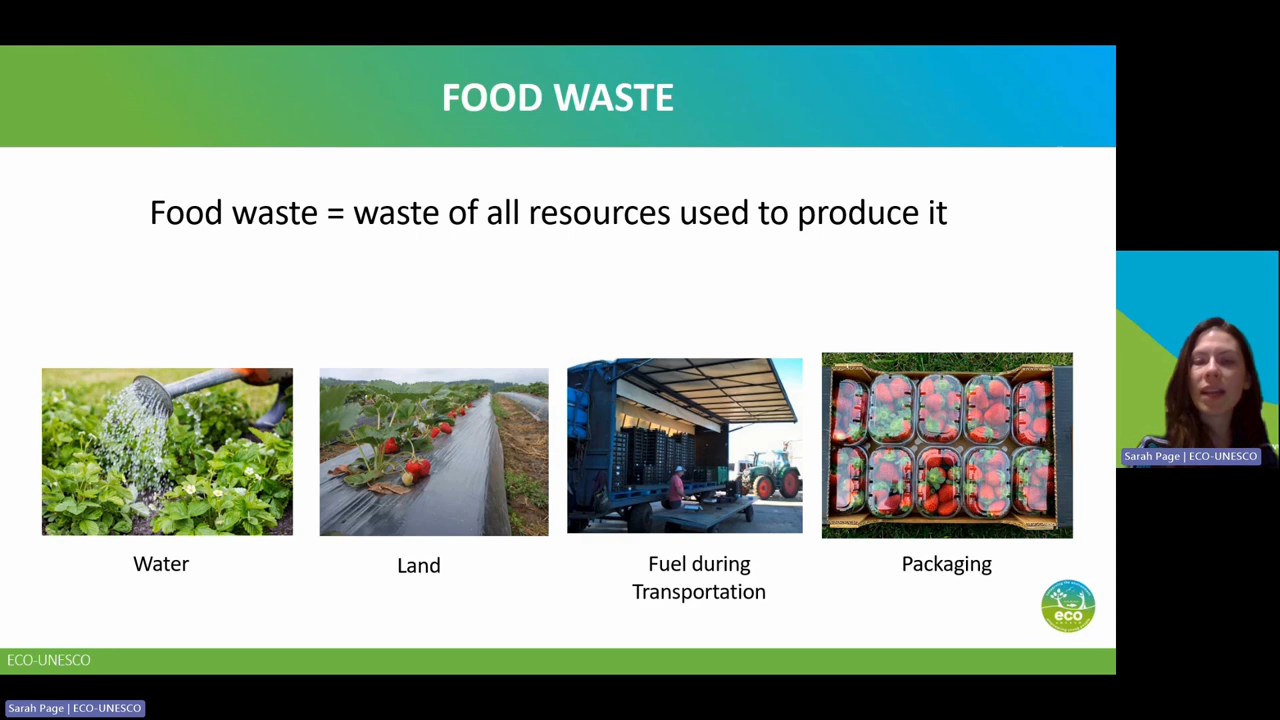 FOOD WASTE
Food waste = waste of all resources used to produce it
Water
Land
Fuel during
Transportation
Packaging
eco
ECO-UNESCO
Sarah Page | ECO-UNESCO
Sarah Page | ECO-UNESCO